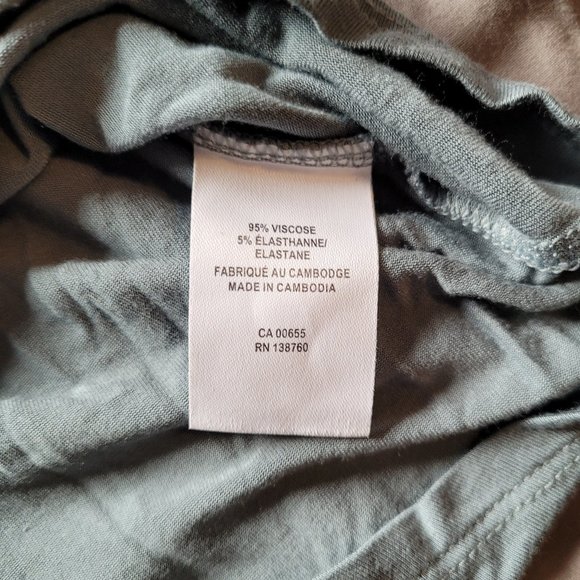 95% VISCOSE
5% ÉLASTHANNE/
ELASTANE
FABRIQUÉ AU CAMBODGE
MADE IN CAMBODIA
CA 00655
RN 138760